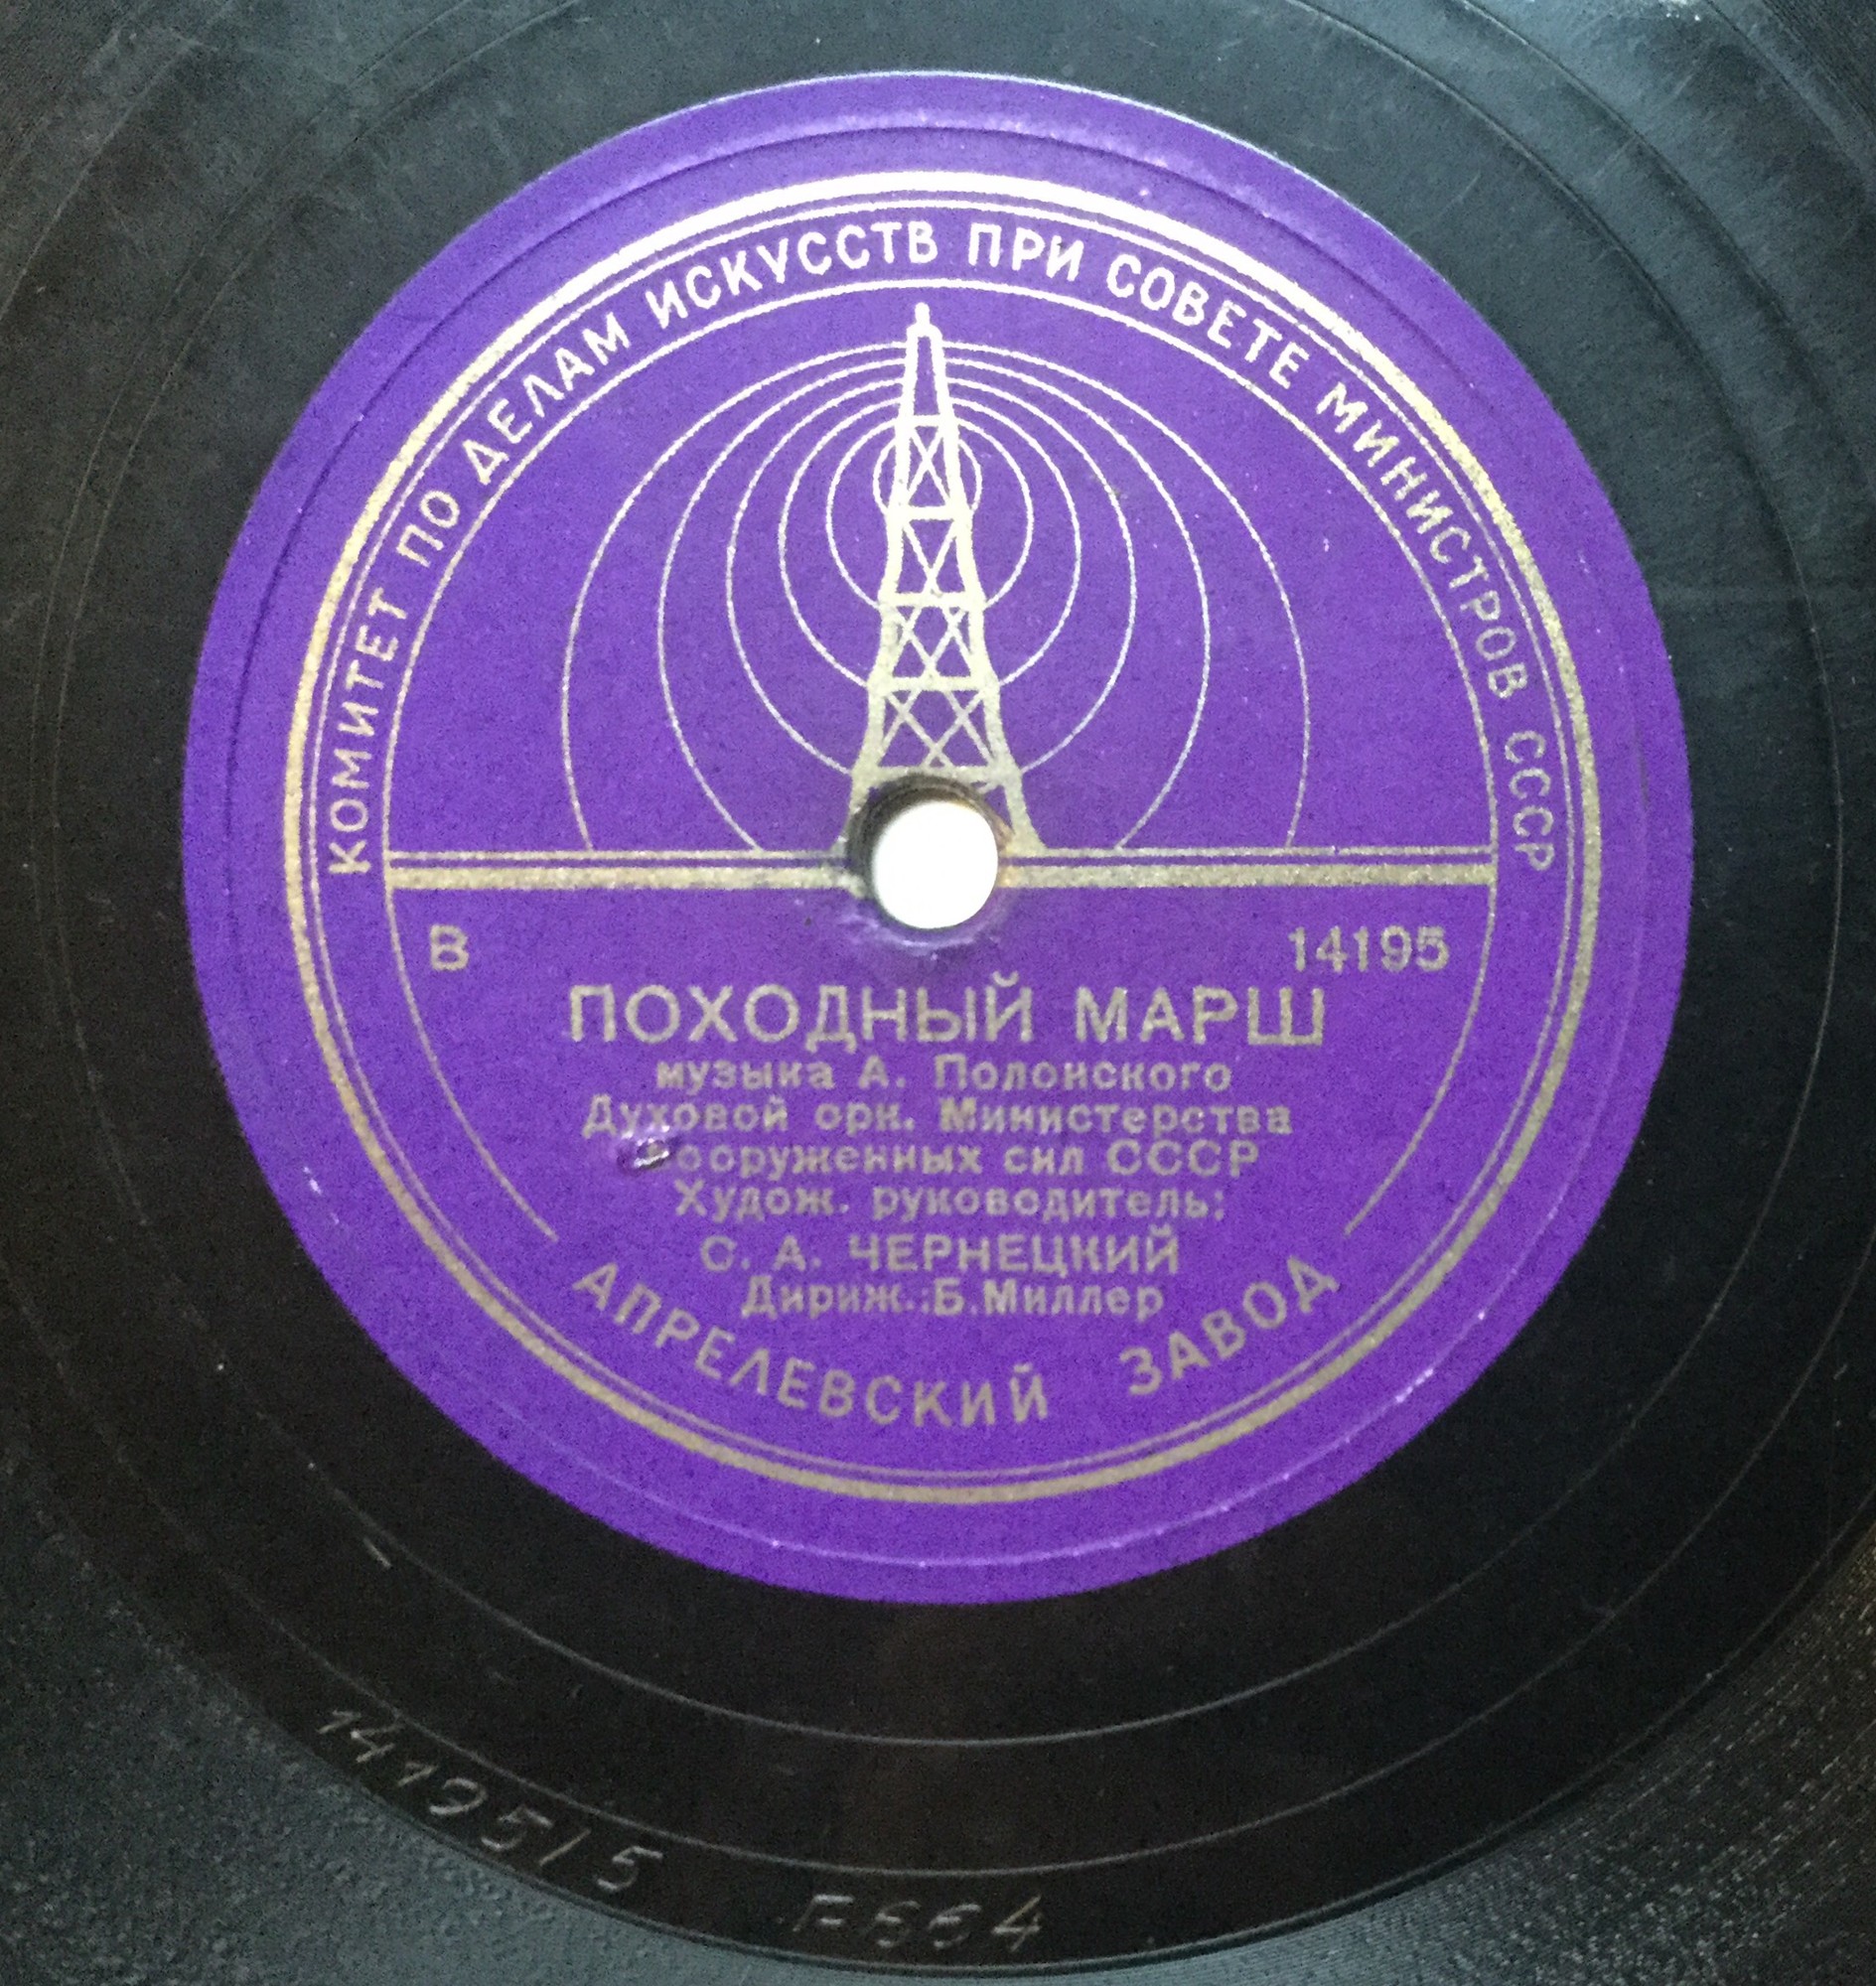 КОМИТЕТ ПО ДЕЛАМ ИСКУССТВ ПРИ СОВЕТЕ МИНИСТРОВ СССР
В 14195
ПОХОДНЫЙ МАРШ
музыка А. Полонского
Духовой орк. Министерства
Вооруженных сил СССР
Худож. руководитель:
С. А. ЧЕРНЕЦКИЙ
Дириж.: Б. Миллер
АПРЕЛЕВСКИЙ ЗАВОД
14195/5